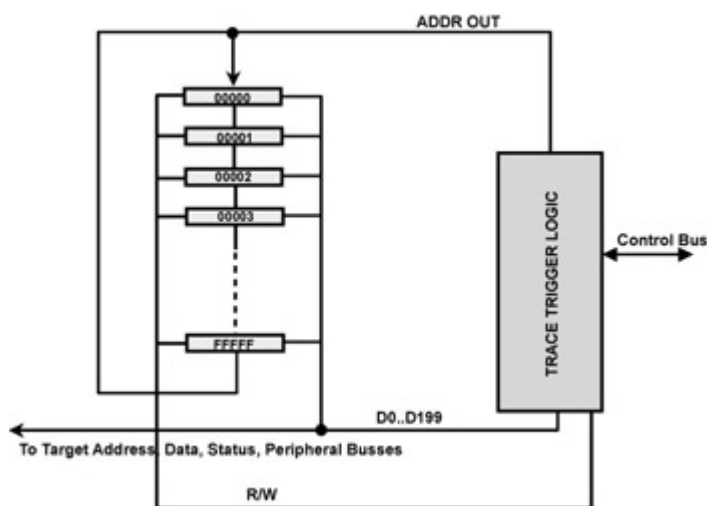 ADDR OUT
00000
00001
00002
00003
FFFFF
TRACE TRIGGER LOGIC
Control Bus
D0..D199
To Target Address, Data, Status, Peripheral Busses
R/W